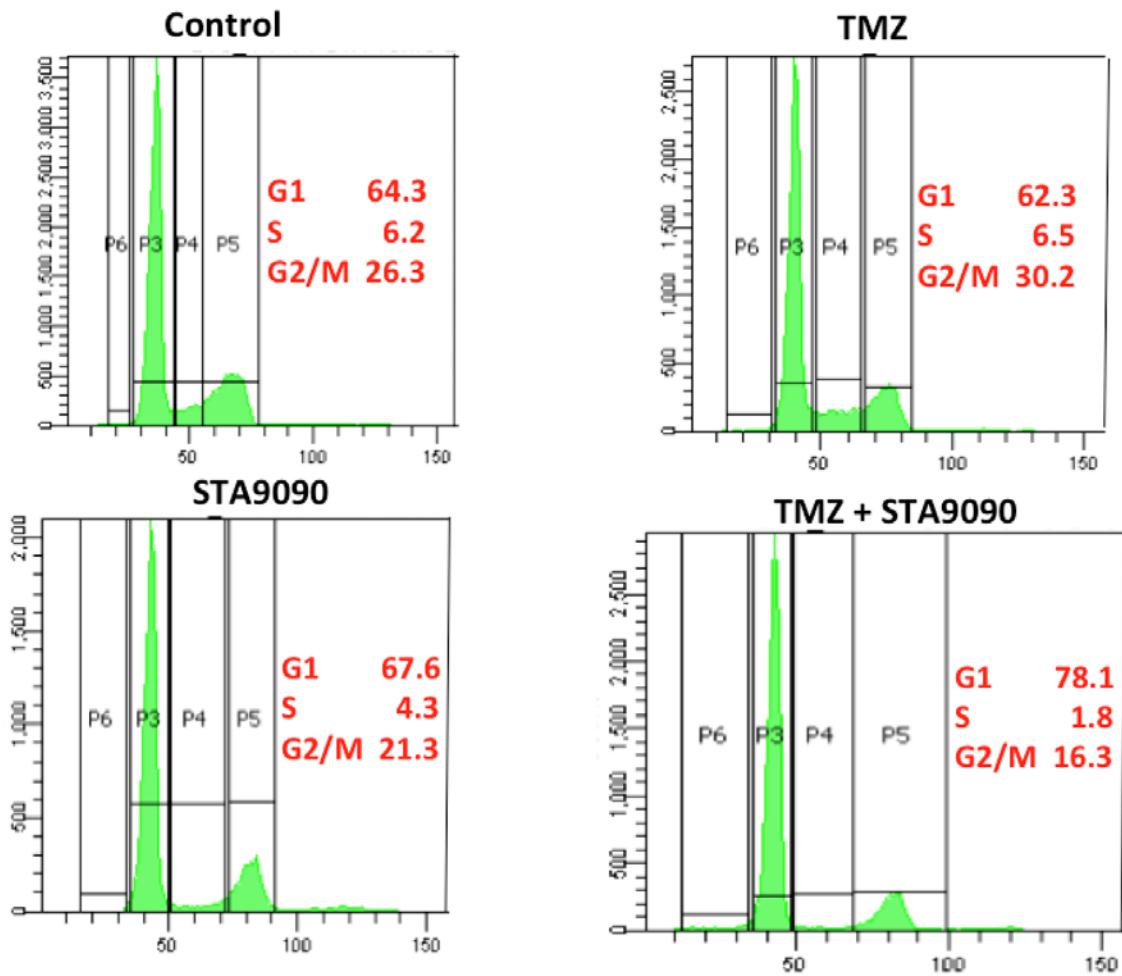 Control
3,500
3,000
2,500
2,000
1,500
1,000
500
0
P6 P3 P4 P5
G1 64.3
S 6.2
G2/M 26.3
50 100 150
TMZ
2,500
2,000
1,500
1,000
500
0
P6 P3 P4 P5
G1 62.3
S 6.5
G2/M 30.2
50 100 150
STA9090
2,000
1,500
1,000
500
0
P6 P3 P4 P5
G1 67.6
S 4.3
G2/M 21.3
50 100 150
TMZ + STA9090
2,500
2,000
1,500
1,000
500
0
P6 P3 P4 P5
G1 78.1
S 1.8
G2/M 16.3
50 100 150